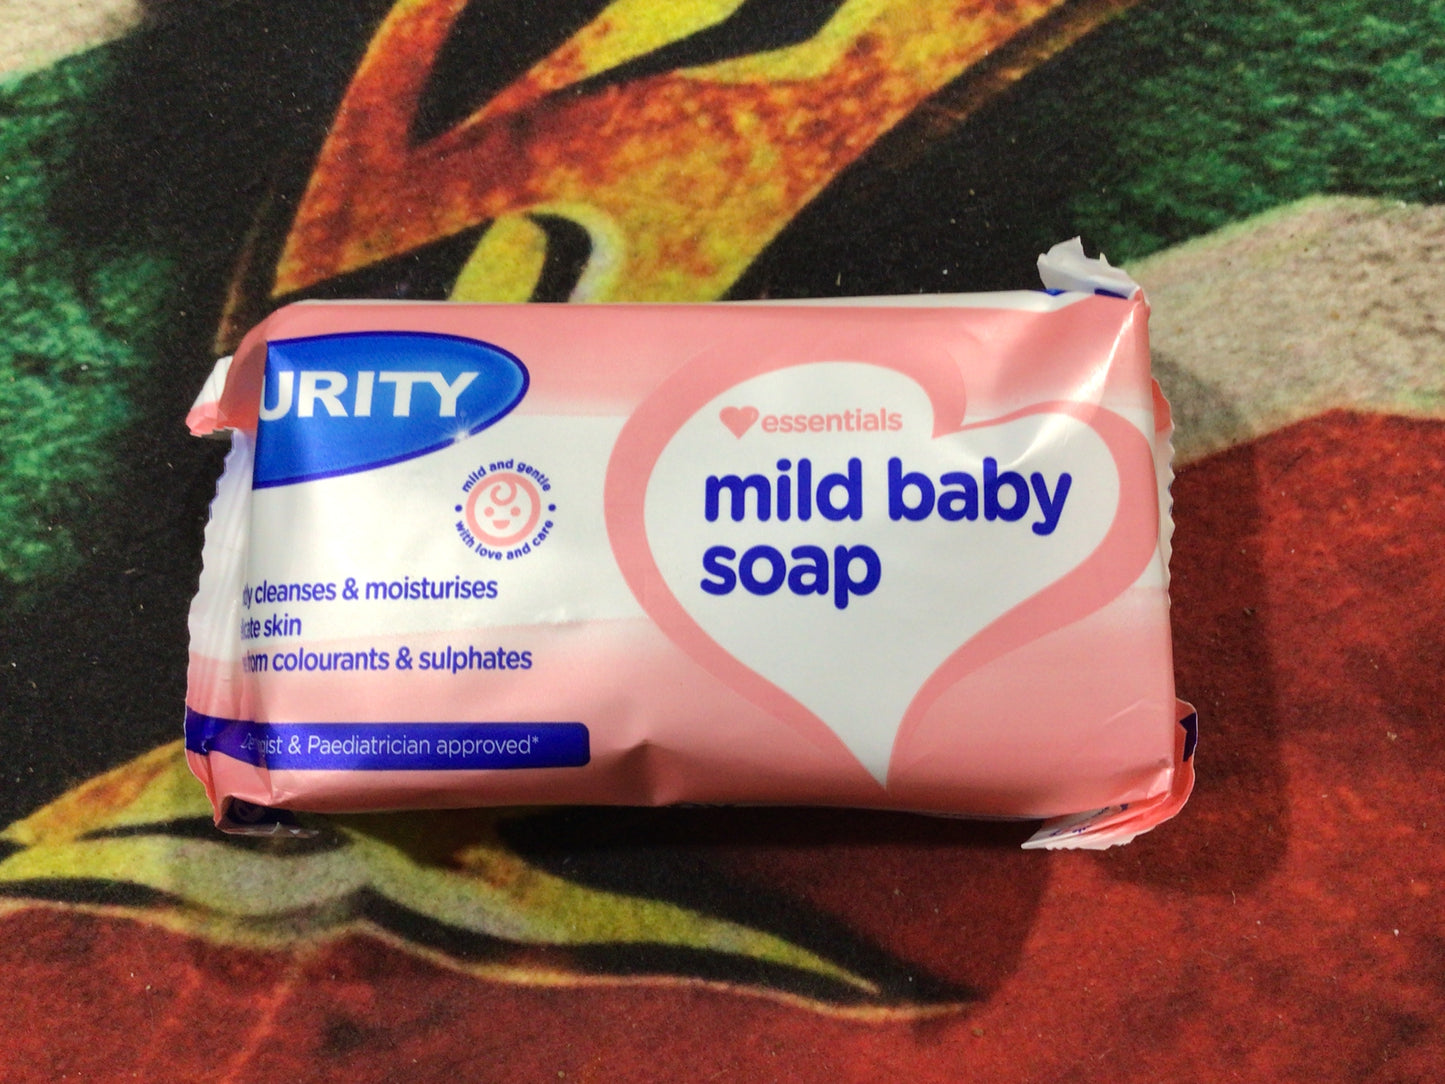 URITY
mild and gentle
with love and care
cleanses & moisturises
skin
colourants & sulphates
& Paediatrician approved*
essentials
mild baby
soap